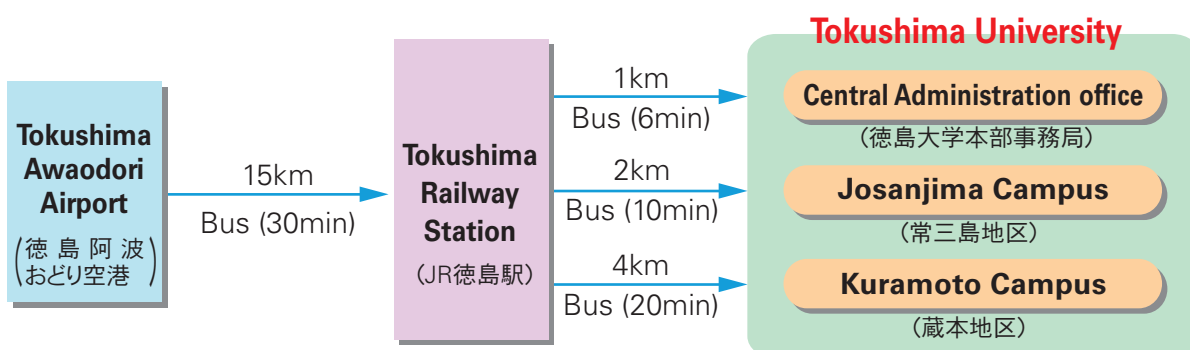 Tokushima
Awaodori
Airport
(徳島阿波
おどり空港)
15km
Bus (30min)
Tokushima
Railway
Station
(JR徳島駅)
1km
Bus (6min)
2km
Bus (10min)
4km
Bus (20min)
Tokushima University
Central Administration office
(徳島大学本部事務局)
Josanjima Campus
(常三島地区)
Kuramoto Campus
(蔵本地区)